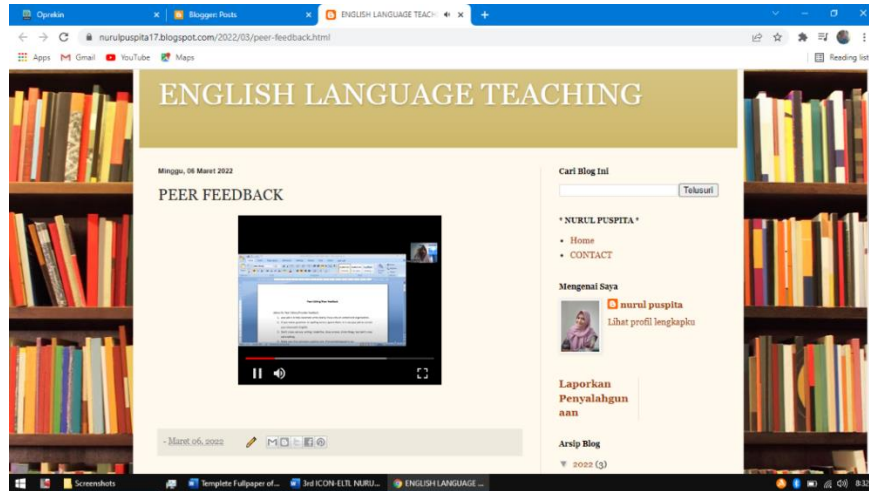 Oprekin
Blogger: Posts
ENGLISH LANGUAGE TEACH
nurulpuspita17.blogspot.com/2022/03/peer-feedback.html
Apps
Gmail
YouTube
Maps
Reading list
ENGLISH LANGUAGE TEACHING
Minggu, 06 Maret 2022
PEER FEEDBACK
- Maret 06, 2022
Cari Blog Ini
Telusuri
* NURUL PUSPITA *
• Home
• CONTACT
Mengenai Saya
nurul puspita
Lihat profil lengkapku
Laporkan
Penyalahgun
aan
Arsip Blog
▼ 2022 (3)
Screenshots
Templete Fullpaper of...
3rd ICON-ELTL NURU...
ENGLISH LANGUAGE ...
8:32